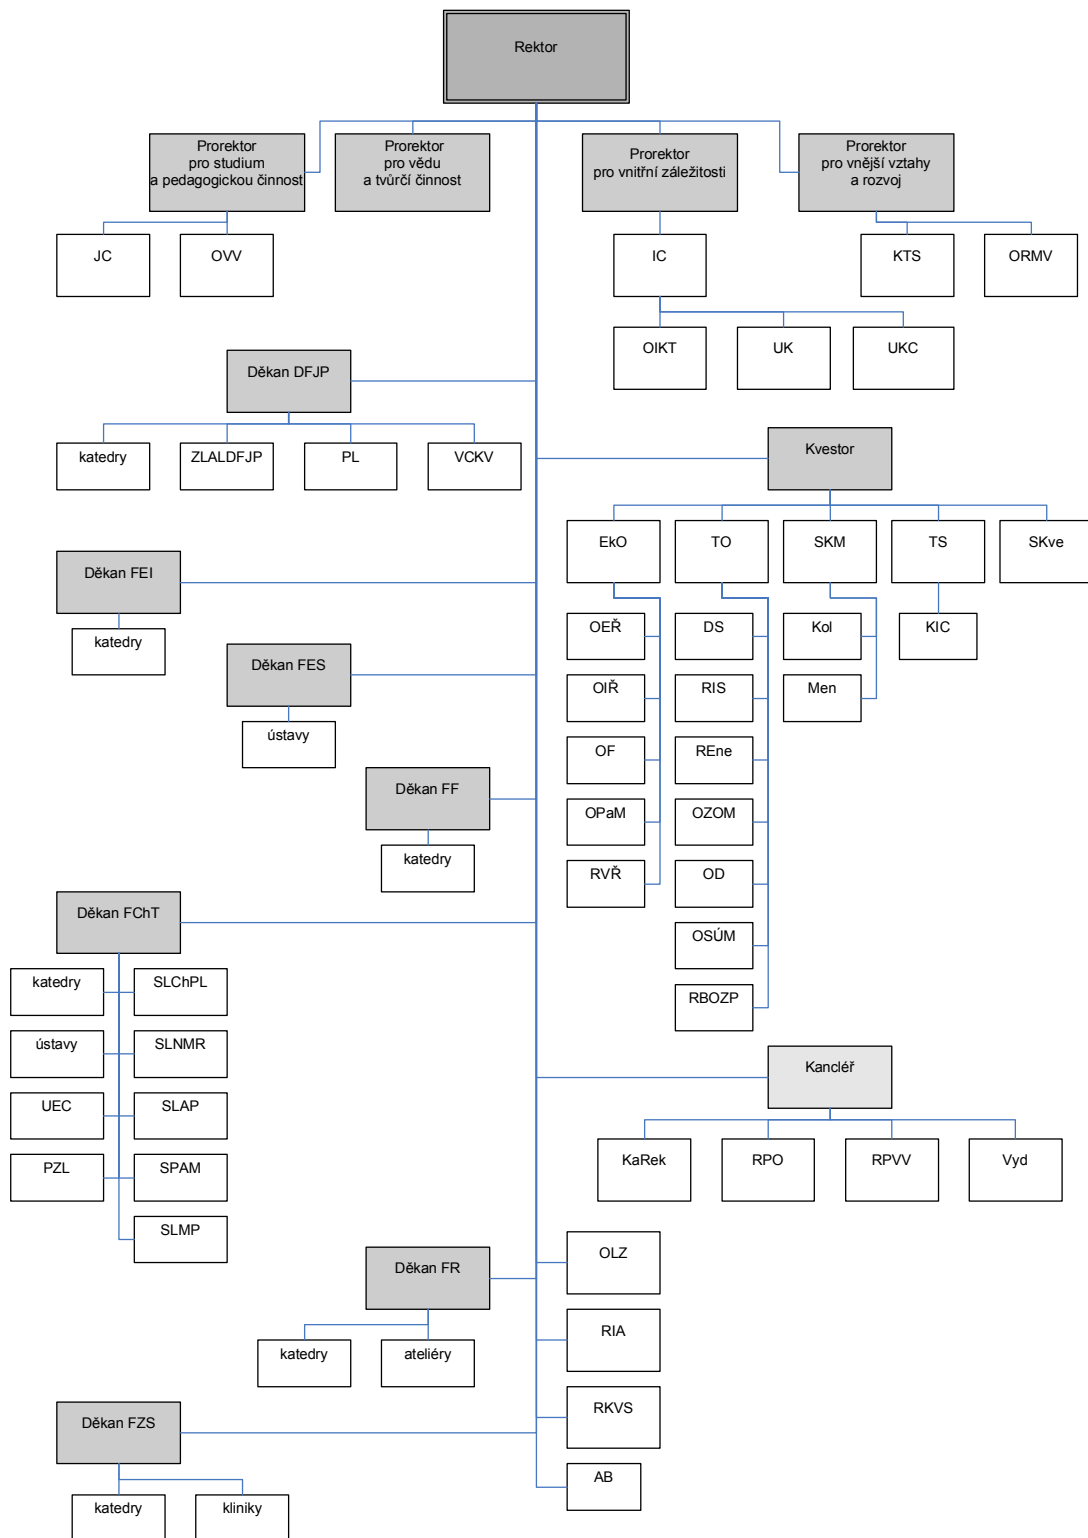 Rektor
Prorektor
pro studium
a pedagogickou činnost
Prorektor
pro vědu
a tvůrčí činnost
Prorektor
pro vnitřní záležitosti
Prorektor
pro vnější vztahy
a rozvoj
JC
OVV
IC
KTS
ORMV
OIKT
UK
UKC
Děkan DFJP
katedry
ZLALDFJP
PL
VCKV
Kvestor
EkO
TO
SKM
TS
SKve
Děkan FEI
katedry
OEŘ
DS
Kol
KIC
Děkan FES
ústavy
OIŘ
RIS
Men
OF
REne
Děkan FF
katedry
OPaM
OZOM
RVŘ
OD
OSÚM
RBOZP
Děkan FChT
katedry
SLChPL
ústavy
SLNMR
UEC
SLAP
PZL
SPAM
SLMP
Kancléř
KaRek
RPO
RPVV
Vyd
Děkan FR
katedry
ateliéry
OLZ
RIA
RKVS
AB
Děkan FZS
katedry
kliniky